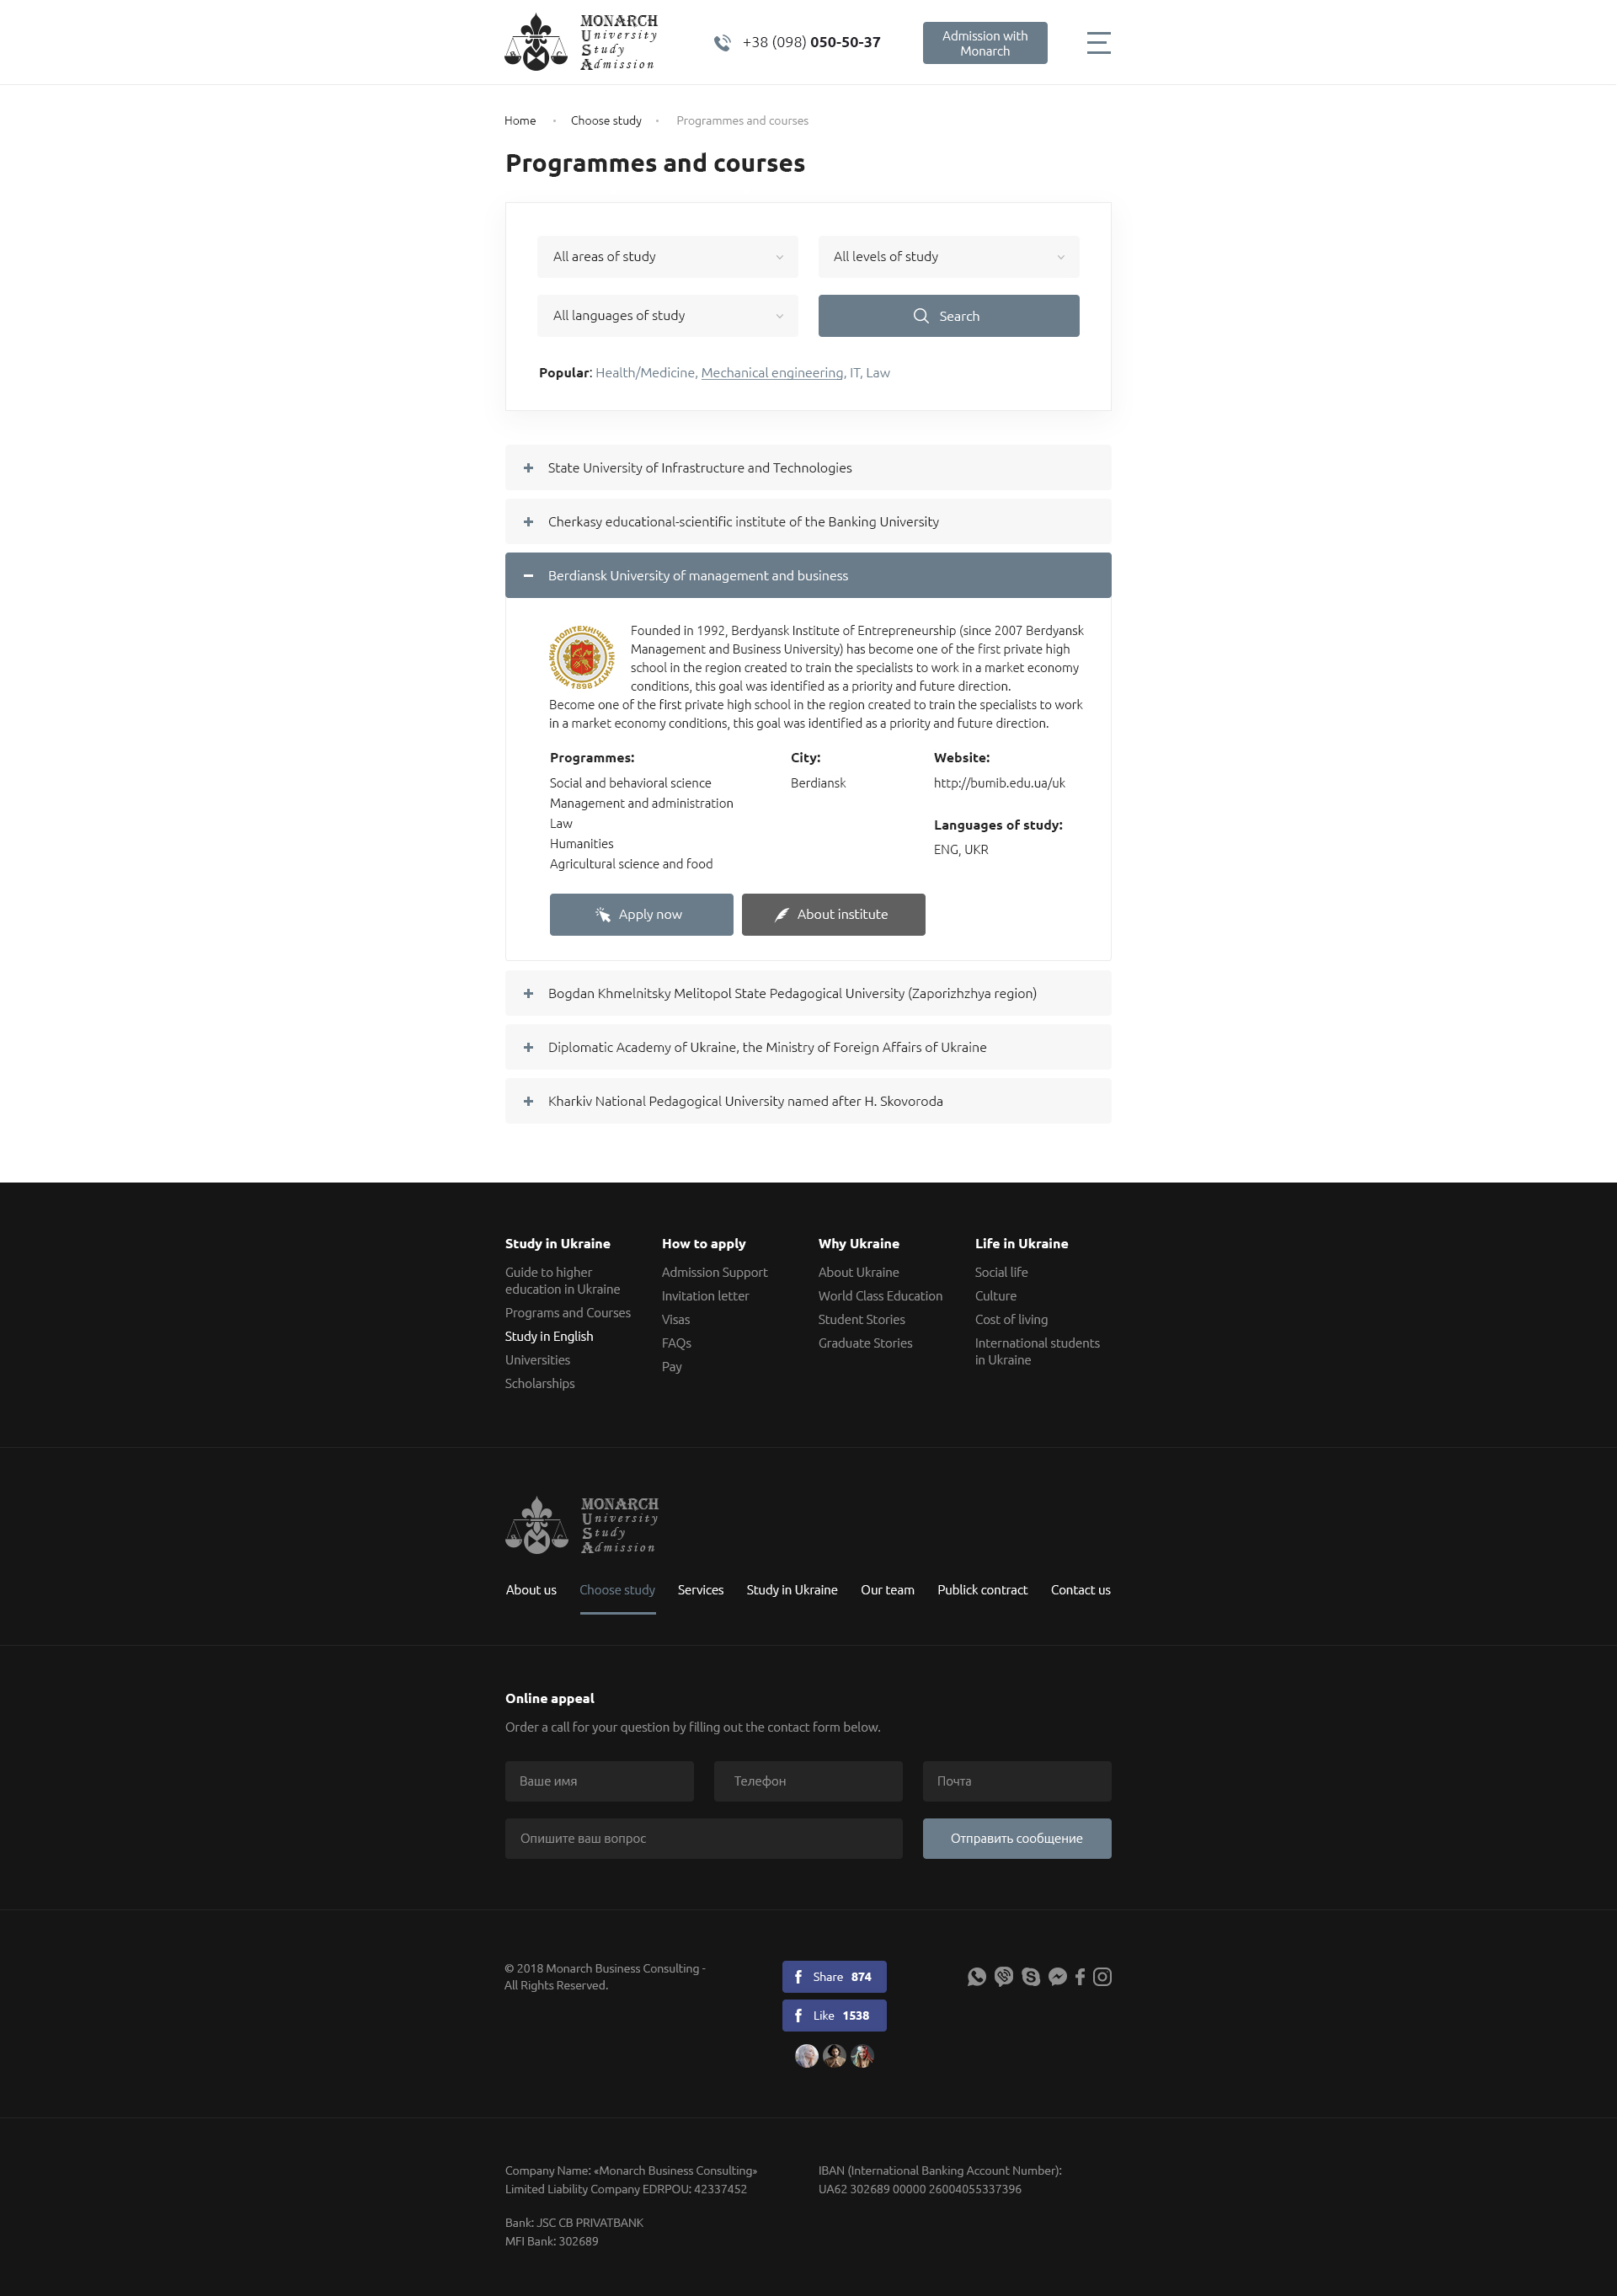 MONARCH
University
Study
Admission
+38 (098) 050-50-37
Admission with
Monarch
Home • Choose study • Programmes and courses
Programmes and courses
All areas of study
All levels of study
All languages of study
Search
Popular: Health/Medicine, Mechanical engineering, IT, Law
State University of Infrastructure and Technologies
Cherkasy educational-scientific institute of the Banking University
Berdiansk University of management and business
КИЇВСЬКИЙ ПОЛІТЕХНІЧНИЙ ІНСТИТУТ
1898
Founded in 1992, Berdyansk Institute of Entrepreneurship (since 2007 Berdyansk
Management and Business University) has become one of the first private high
school in the region created to train the specialists to work in a market economy
conditions, this goal was identified as a priority and future direction.
Become one of the first private high school in the region created to train the specialists to work
in a market economy conditions, this goal was identified as a priority and future direction.
Programmes:
Social and behavioral science
Management and administration
Law
Humanities
Agricultural science and food
City:
Berdiansk
Website:
http://bumib.edu.ua/uk
Languages of study:
ENG, UKR
Apply now
About institute
Bogdan Khmelnitsky Melitopol State Pedagogical University (Zaporizhzhya region)
Diplomatic Academy of Ukraine, the Ministry of Foreign Affairs of Ukraine
Kharkiv National Pedagogical University named after H. Skovoroda
Study in Ukraine
Guide to higher
education in Ukraine
Programs and Courses
Study in English
Universities
Scholarships
How to apply
Admission Support
Invitation letter
Visas
FAQs
Pay
Why Ukraine
About Ukraine
World Class Education
Student Stories
Graduate Stories
Life in Ukraine
Social life
Culture
Cost of living
International students
in Ukraine
MONARCH
University
Study
Admission
About us Choose study Services Study in Ukraine Our team Publick contract Contact us
Online appeal
Order a call for your question by filling out the contact form below.
Ваше имя
Телефон
Почта
Опишите ваш вопрос
Отправить сообщение
© 2018 Monarch Business Consulting -
All Rights Reserved.
Share 874
Like 1538
Company Name: «Monarch Business Consulting»
Limited Liability Company EDRPOU: 42337452
Bank: JSC CB PRIVATBANK
MFI Bank: 302689
IBAN (International Banking Account Number):
UA62 302689 00000 26004055337396